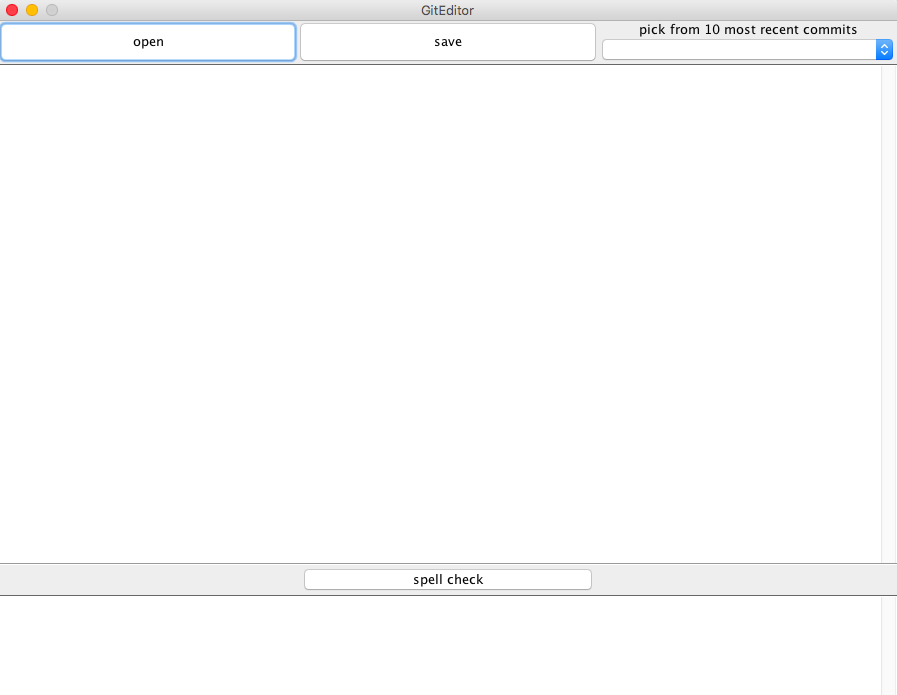 GitEditor
open
save
pick from 10 most recent commits
spell check